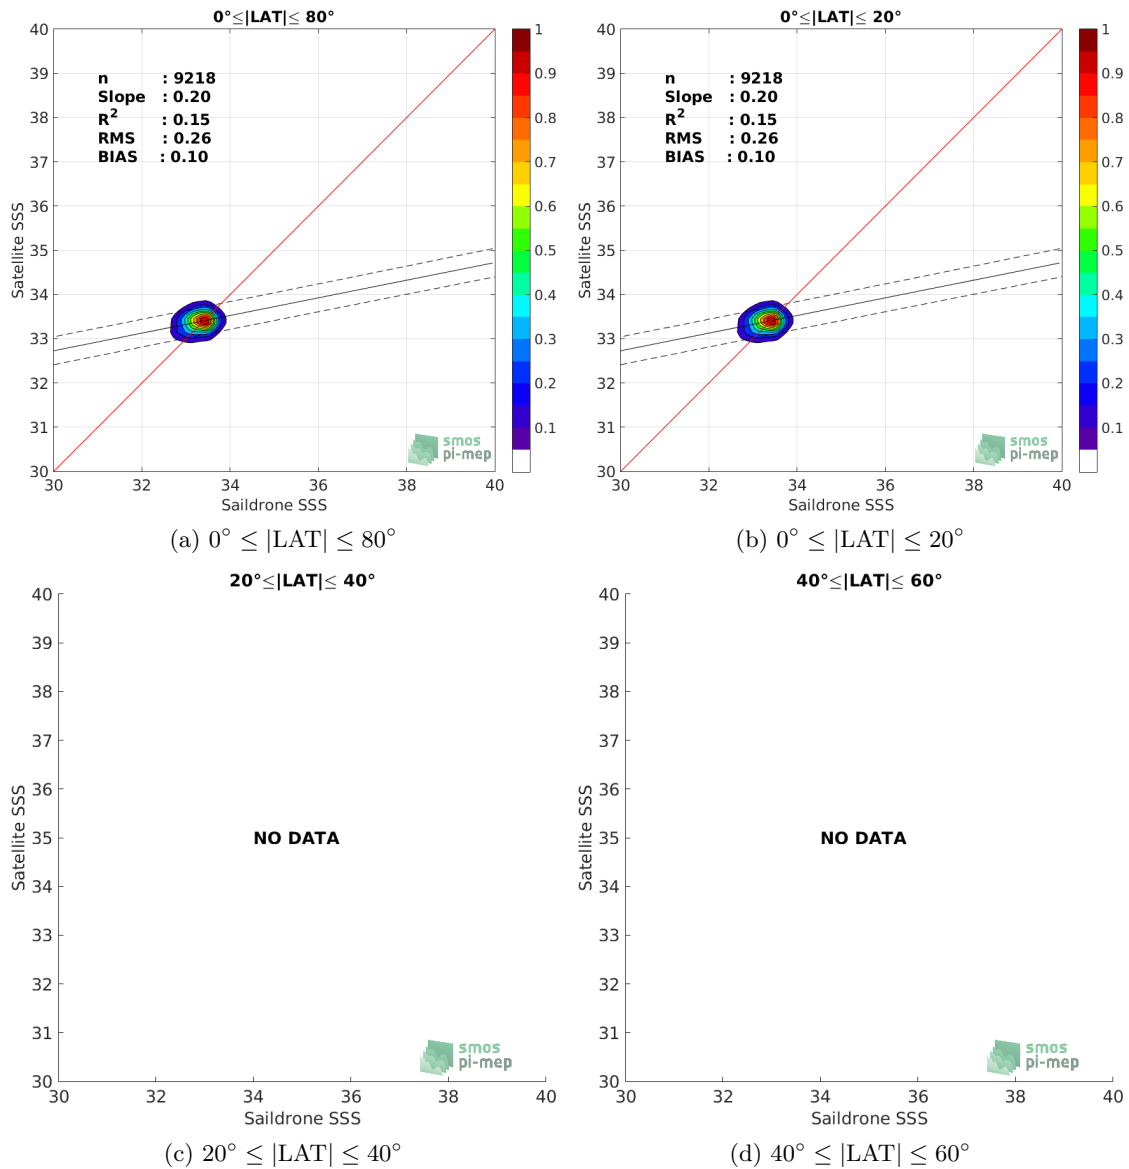 0°≤|LAT|≤ 80°
40
39
38
37
36
35
34
33
32
31
30
Satellite SSS
n : 9218
Slope : 0.20
R² : 0.15
RMS : 0.26
BIAS : 0.10
smos
pi-mep
30 32 34 36 38 40
Saildrone SSS
1
0.9
0.8
0.7
0.6
0.5
0.4
0.3
0.2
0.1
(a) 0° ≤ |LAT| ≤ 80°
0°≤|LAT|≤ 20°
40
39
38
37
36
35
34
33
32
31
30
Satellite SSS
n : 9218
Slope : 0.20
R² : 0.15
RMS : 0.26
BIAS : 0.10
smos
pi-mep
30 32 34 36 38 40
Saildrone SSS
1
0.9
0.8
0.7
0.6
0.5
0.4
0.3
0.2
0.1
(b) 0° ≤ |LAT| ≤ 20°
20°≤|LAT|≤ 40°
40
39
38
37
36
35
34
33
32
31
30
Satellite SSS
NO DATA
smos
pi-mep
30 32 34 36 38 40
Saildrone SSS
(c) 20° ≤ |LAT| ≤ 40°
40°≤|LAT|≤ 60°
40
39
38
37
36
35
34
33
32
31
30
Satellite SSS
NO DATA
smos
pi-mep
30 32 34 36 38 40
Saildrone SSS
(d) 40° ≤ |LAT| ≤ 60°